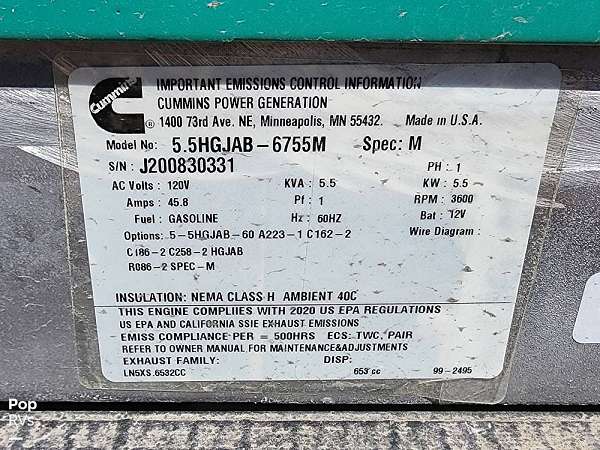 IMPORTANT EMISSIONS CONTROL INFORMATION
Cummins
CUMMINS POWER GENERATION
® 1400 73rd Ave. NE, Minneapolis, MN 55432. Made in U.S.A.
Model No: 5.5HGJAB-6755M Spec: M
S/N : J200830331 PH : 1
AC Volts : 120V KVA : 5.5 KW : 5.5
Amps : 45.8 Pf : 1 RPM : 3600
Fuel : GASOLINE Hz : 60HZ Bat : 12V
Options: 5-5HGJAB-60 A223-1 C162-2 Wire Diagram :
C186-2 C258-2 HGJAB
R086-2 SPEC-M
INSULATION: NEMA CLASS H AMBIENT 40C
THIS ENGINE COMPLIES WITH 2020 US EPA REGULATIONS
US EPA AND CALIFORNIA SSIE EXHAUST EMISSIONS
EMISS COMPLIANCE PER = 500HRS ECS: TWC, PAIR
REFER TO OWNER MANUAL FOR MAINTENANCE&ADJUSTMENTS
EXHAUST FAMILY: DISP:
LN5XS.6532CC 653 cc 99-2495
Pop
RVs